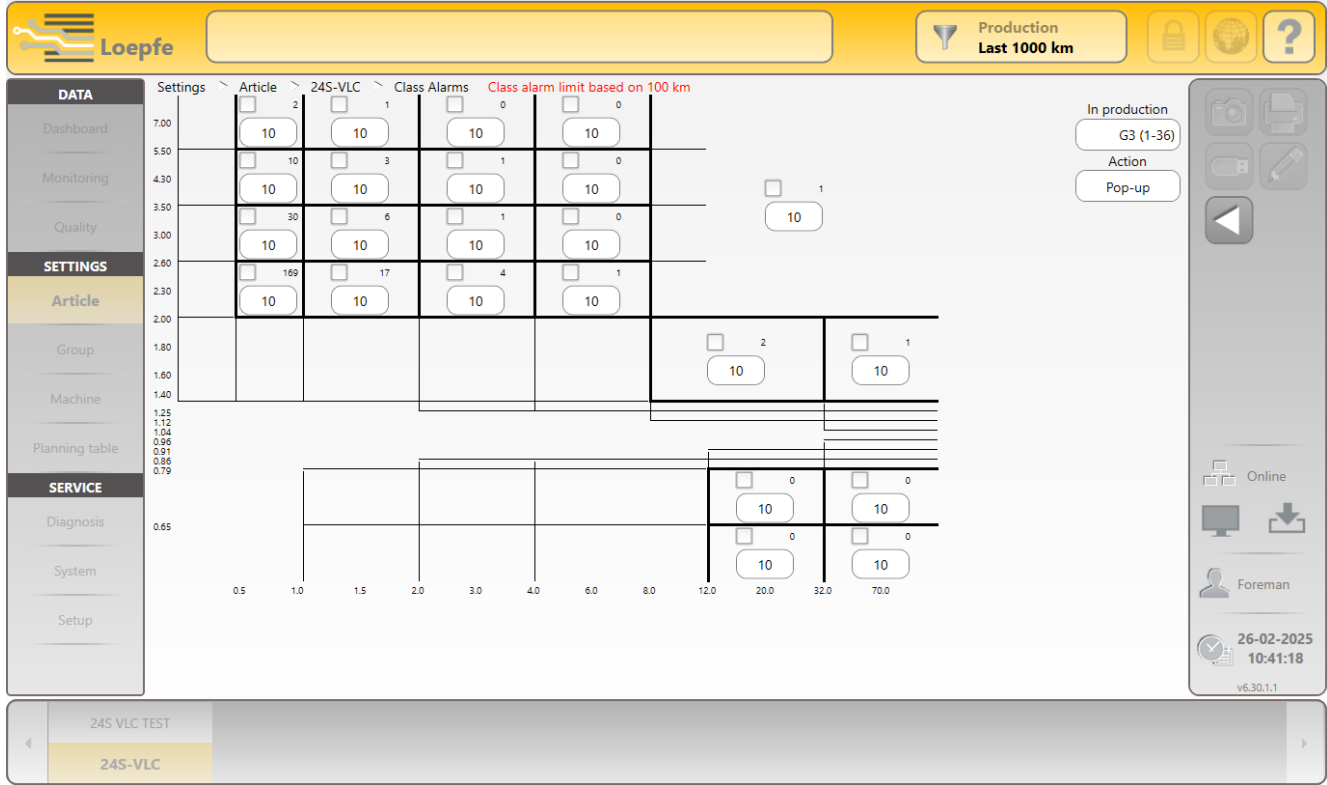 Loepfe
Production
Last 1000 km
?
DATA
Dashboard
Monitoring
Quality
SETTINGS
Article
Group
Machine
Planning table
SERVICE
Diagnosis
System
Setup
Settings > Article > 24S-VLC > Class Alarms Class alarm limit based on 100 km
2 1 0 0
7.00 10 10 10 10
5.50
10 3 1 0
4.30 10 10 10 10
3.50
30 6 1 0
3.00 10 10 10 10
2.60
169 17 4 1
2.30 10 10 10 10
2.00
1
10
1.80 2 1
1.60 10 10
1.40
1.25
1.12
1.04
0.96
0.91
0.86
0.79
0 0
10 10
0.65
0 0
10 10
0.5 1.0 1.5 2.0 3.0 4.0 6.0 8.0 12.0 20.0 32.0 70.0
In production
G3 (1-36)
Action
Pop-up
Online
Foreman
26-02-2025
10:41:18
v6.30.1.1
24S VLC TEST
24S-VLC